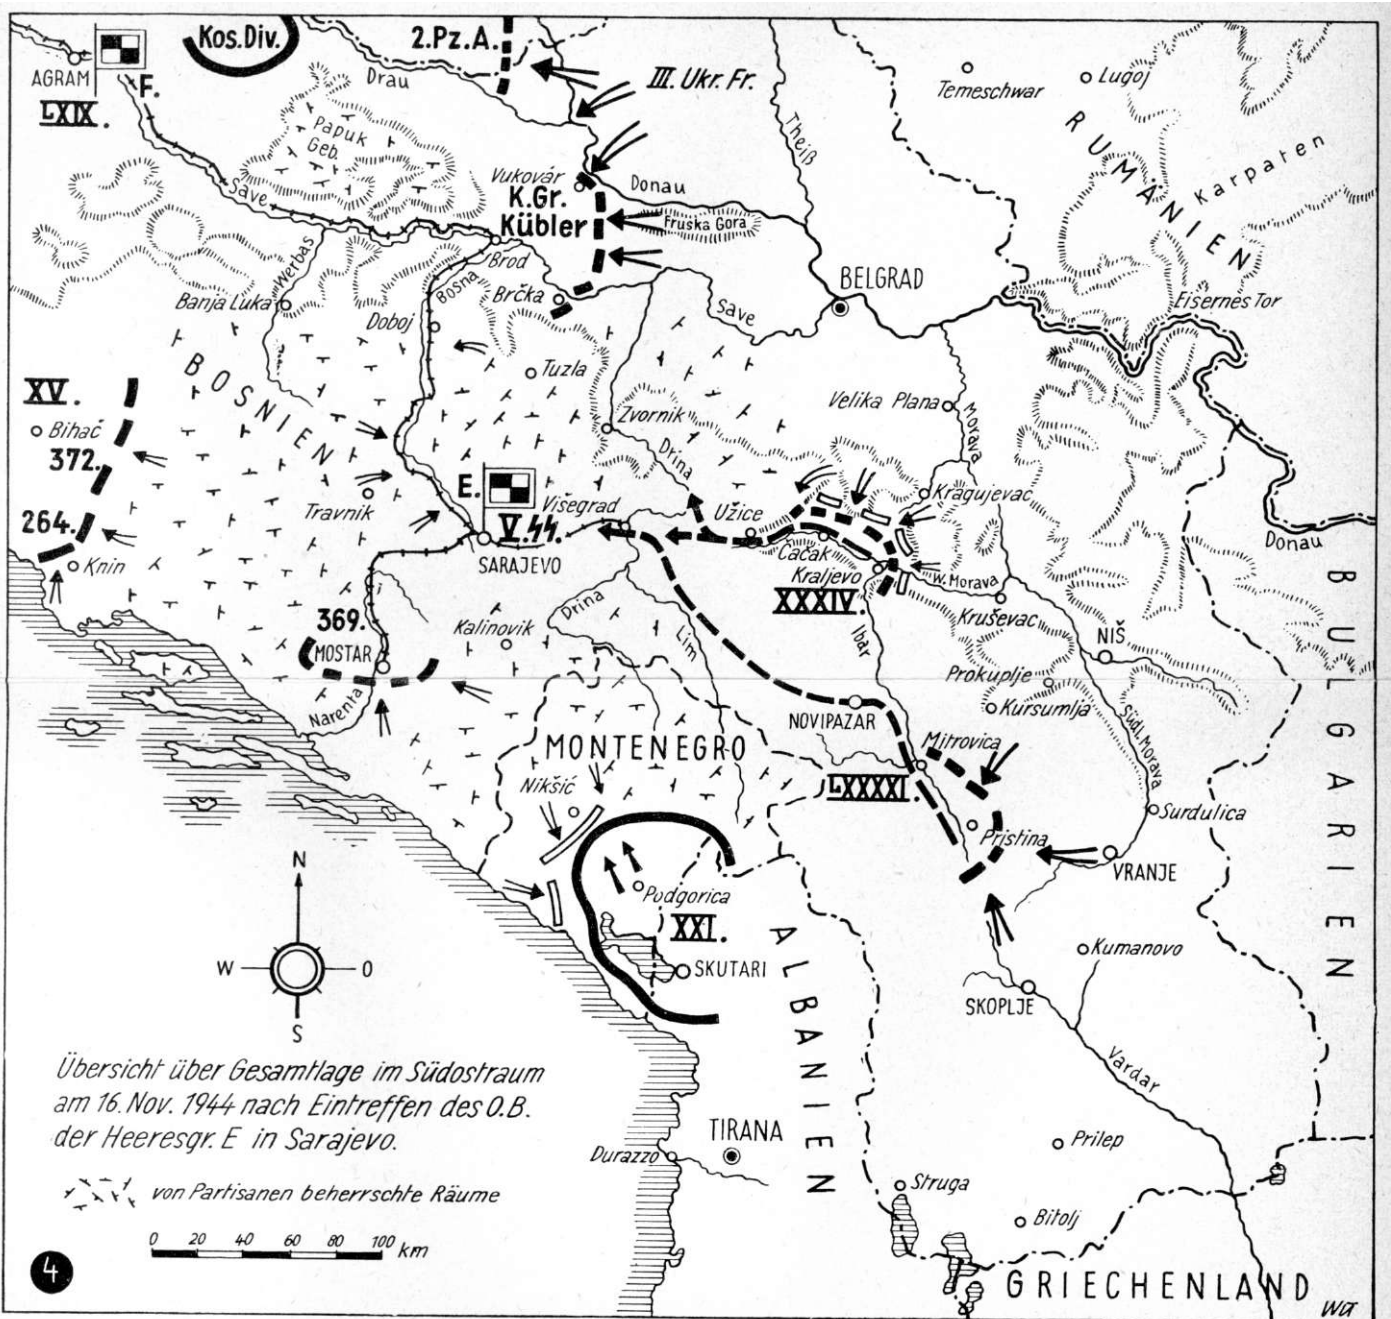 Kos.Div.
2.Pz.A.
AGRAM
F.
LXIX.
Drau
III. Ukr. Fr.
Temeschwar
Lugoj
RUMÄNIEN
Karparen
Theiß
Papuk
Geb.
Save
Vukovár
K.Gr.
Kübler
Donau
Fruska Gora
Werbas
Brod
Bosna
Banja Luka
Brčka
Doboj
Save
BELGRAD
Eisernes Tor
BOSNIEN
Tuzla
XV.
Bihač
372.
264.
Knin
Zvornik
Drina
Velika Plana
Morava
Kragujevac
Travnik
E.
V.SS.
Višegrad
SARAJEVO
Užice
Čačak
Kraljevo
XXXIV.
W. Morava
Kruševac
Donau
BULGARIEN
369.
MOSTAR
Kalinovik
Drina
Lim
Ibar
NIŠ
Prokuplje
Kursumlja
Narenta
NOVIPAZAR
Südl. Morava
MONTENEGRO
Mitrovica
LXXXXI.
Nikšić
Pristina
Surdulica
VRANJE
Podgorica
XXI.
SKUTARI
ALBANIEN
Kumanovo
SKOPLJE
Vardar
N
W
O
S
Übersicht über Gesamtlage im Südostraum
am 16. Nov. 1944 nach Eintreffen des O.B.
der Heeresgr. E in Sarajevo.
von Partisanen beherrschte Räume
0 20 40 60 80 100 km
4
TIRANA
Durazzo
Prilep
Struga
Bitolj
GRIECHENLAND